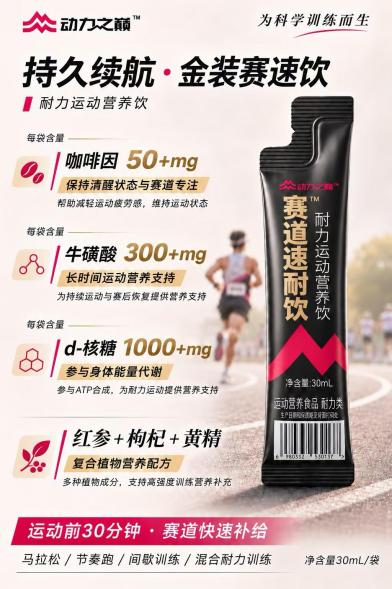 动力之巅™
为科学训练而生
持久续航·金装赛速饮
耐力运动营养饮
每袋含量
咖啡因 50+mg
保持清醒状态与赛道专注
帮助减轻运动疲劳感，维持运动状态
每袋含量
牛磺酸 300+mg
长时间运动营养支持
为持续运动与赛后恢复提供营养支持
每袋含量
d-核糖 1000+mg
参与身体能量代谢
参与ATP合成，为耐力运动提供营养支持
红参+枸杞+黄精
复合植物营养配方
多种植物成分，支持高强度训练营养补充
动力之巅™
赛道速耐饮™
耐力运动营养饮
净含量:30mL
运动营养食品 耐力类
6 980352 530137
运动前30分钟·赛道快速补给
马拉松 / 节奏跑 / 间歇训练 / 混合耐力训练
净含量30mL/袋